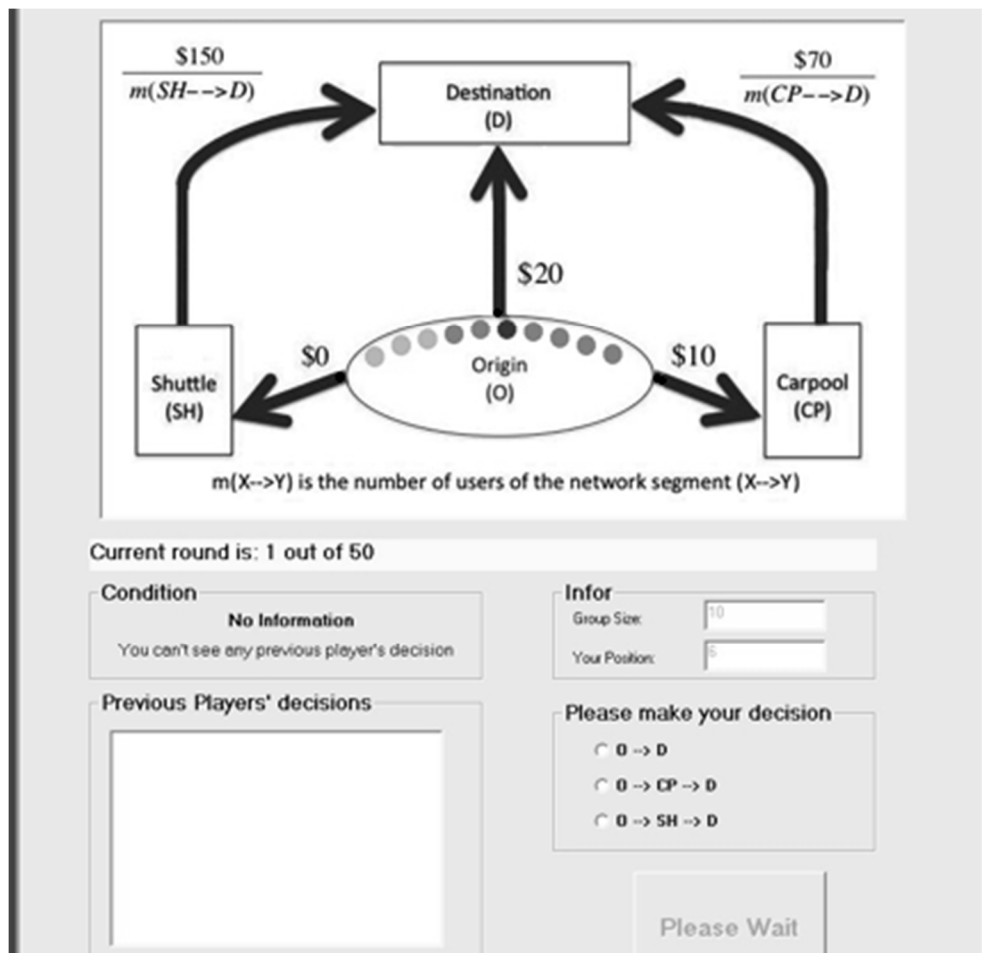 $150
m(SH-->D)
$70
m(CP-->D)
Destination
(D)
$20
$0
$10
Origin
(O)
Shuttle
(SH)
Carpool
(CP)
m(X-->Y) is the number of users of the network segment (X-->Y)
Current round is: 1 out of 50
Condition
No Information
You can't see any previous player's decision
Infor
Group Size: 10
Your Position: 6
Previous Players' decisions
Please make your decision
O --> D
O --> CP --> D
O --> SH --> D
Please Wait